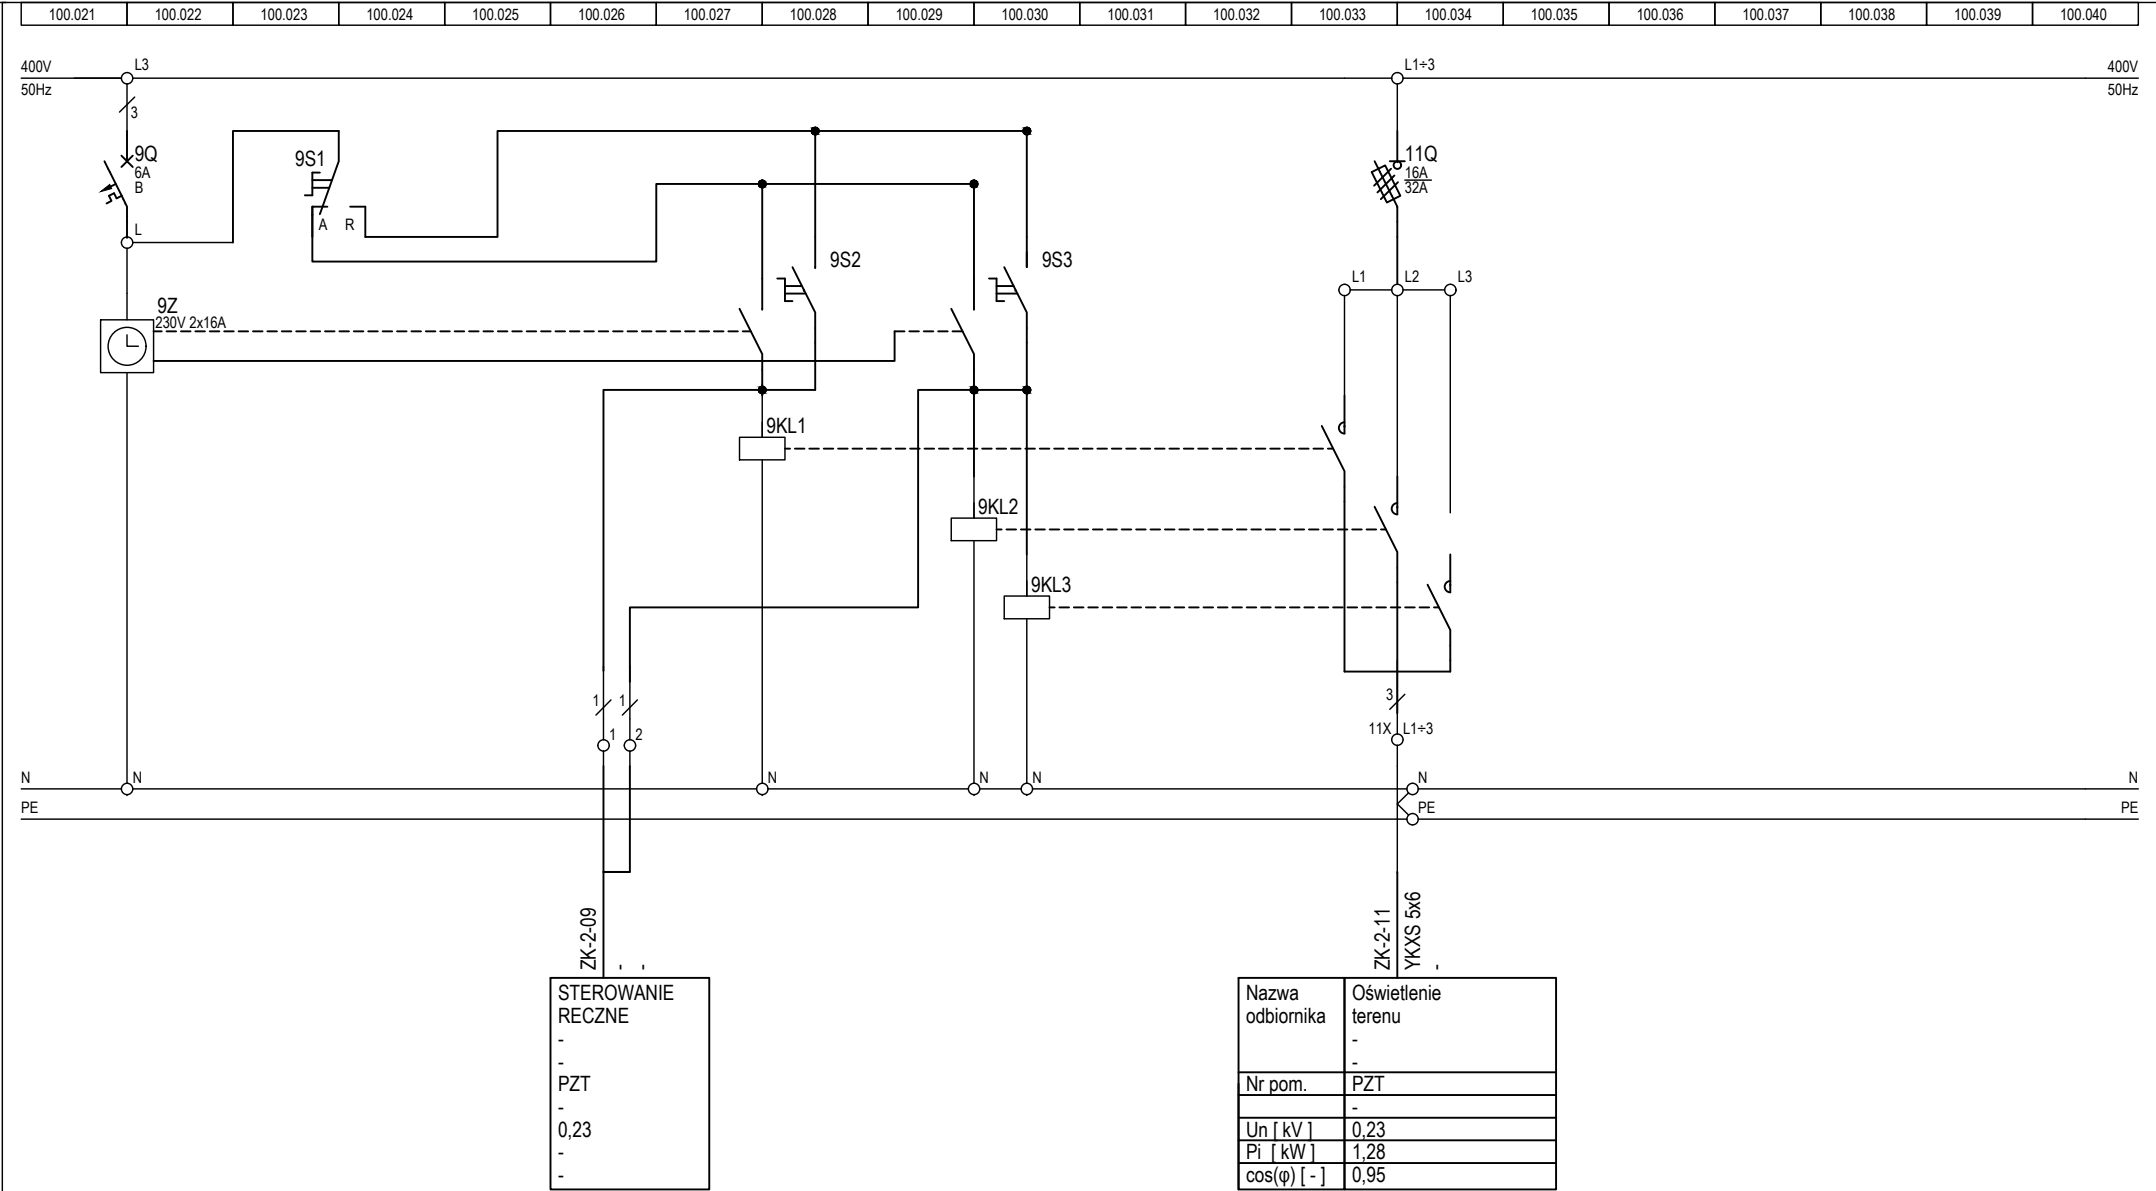 100.021 100.022 100.023 100.024 100.025 100.026 100.027 100.028 100.029 100.030 100.031 100.032 100.033 100.034 100.035 100.036 100.037 100.038 100.039 100.040
400V L3 L1÷3 400V
50Hz 50Hz
3
9Q
6A
B
9S1
11Q
16A
32A
A R
L
9S2 9S3
L1 L2 L3
9Z
230V 2x16A
9KL1
9KL2
9KL3
1 1 3
1 2 11X L1÷3
N N N N N N N
PE PE PE
ZK-2-09
- -
ZK-2-11
YKXS 5x6
-
STEROWANIE
RECZNE
-
-
PZT
-
0,23
-
-
Nazwa Oświetlenie
odbiornika terenu
-
-
Nr pom. PZT
-
Un [ kV ] 0,23
Pi [ kW ] 1,28
cos(φ) [ - ] 0,95